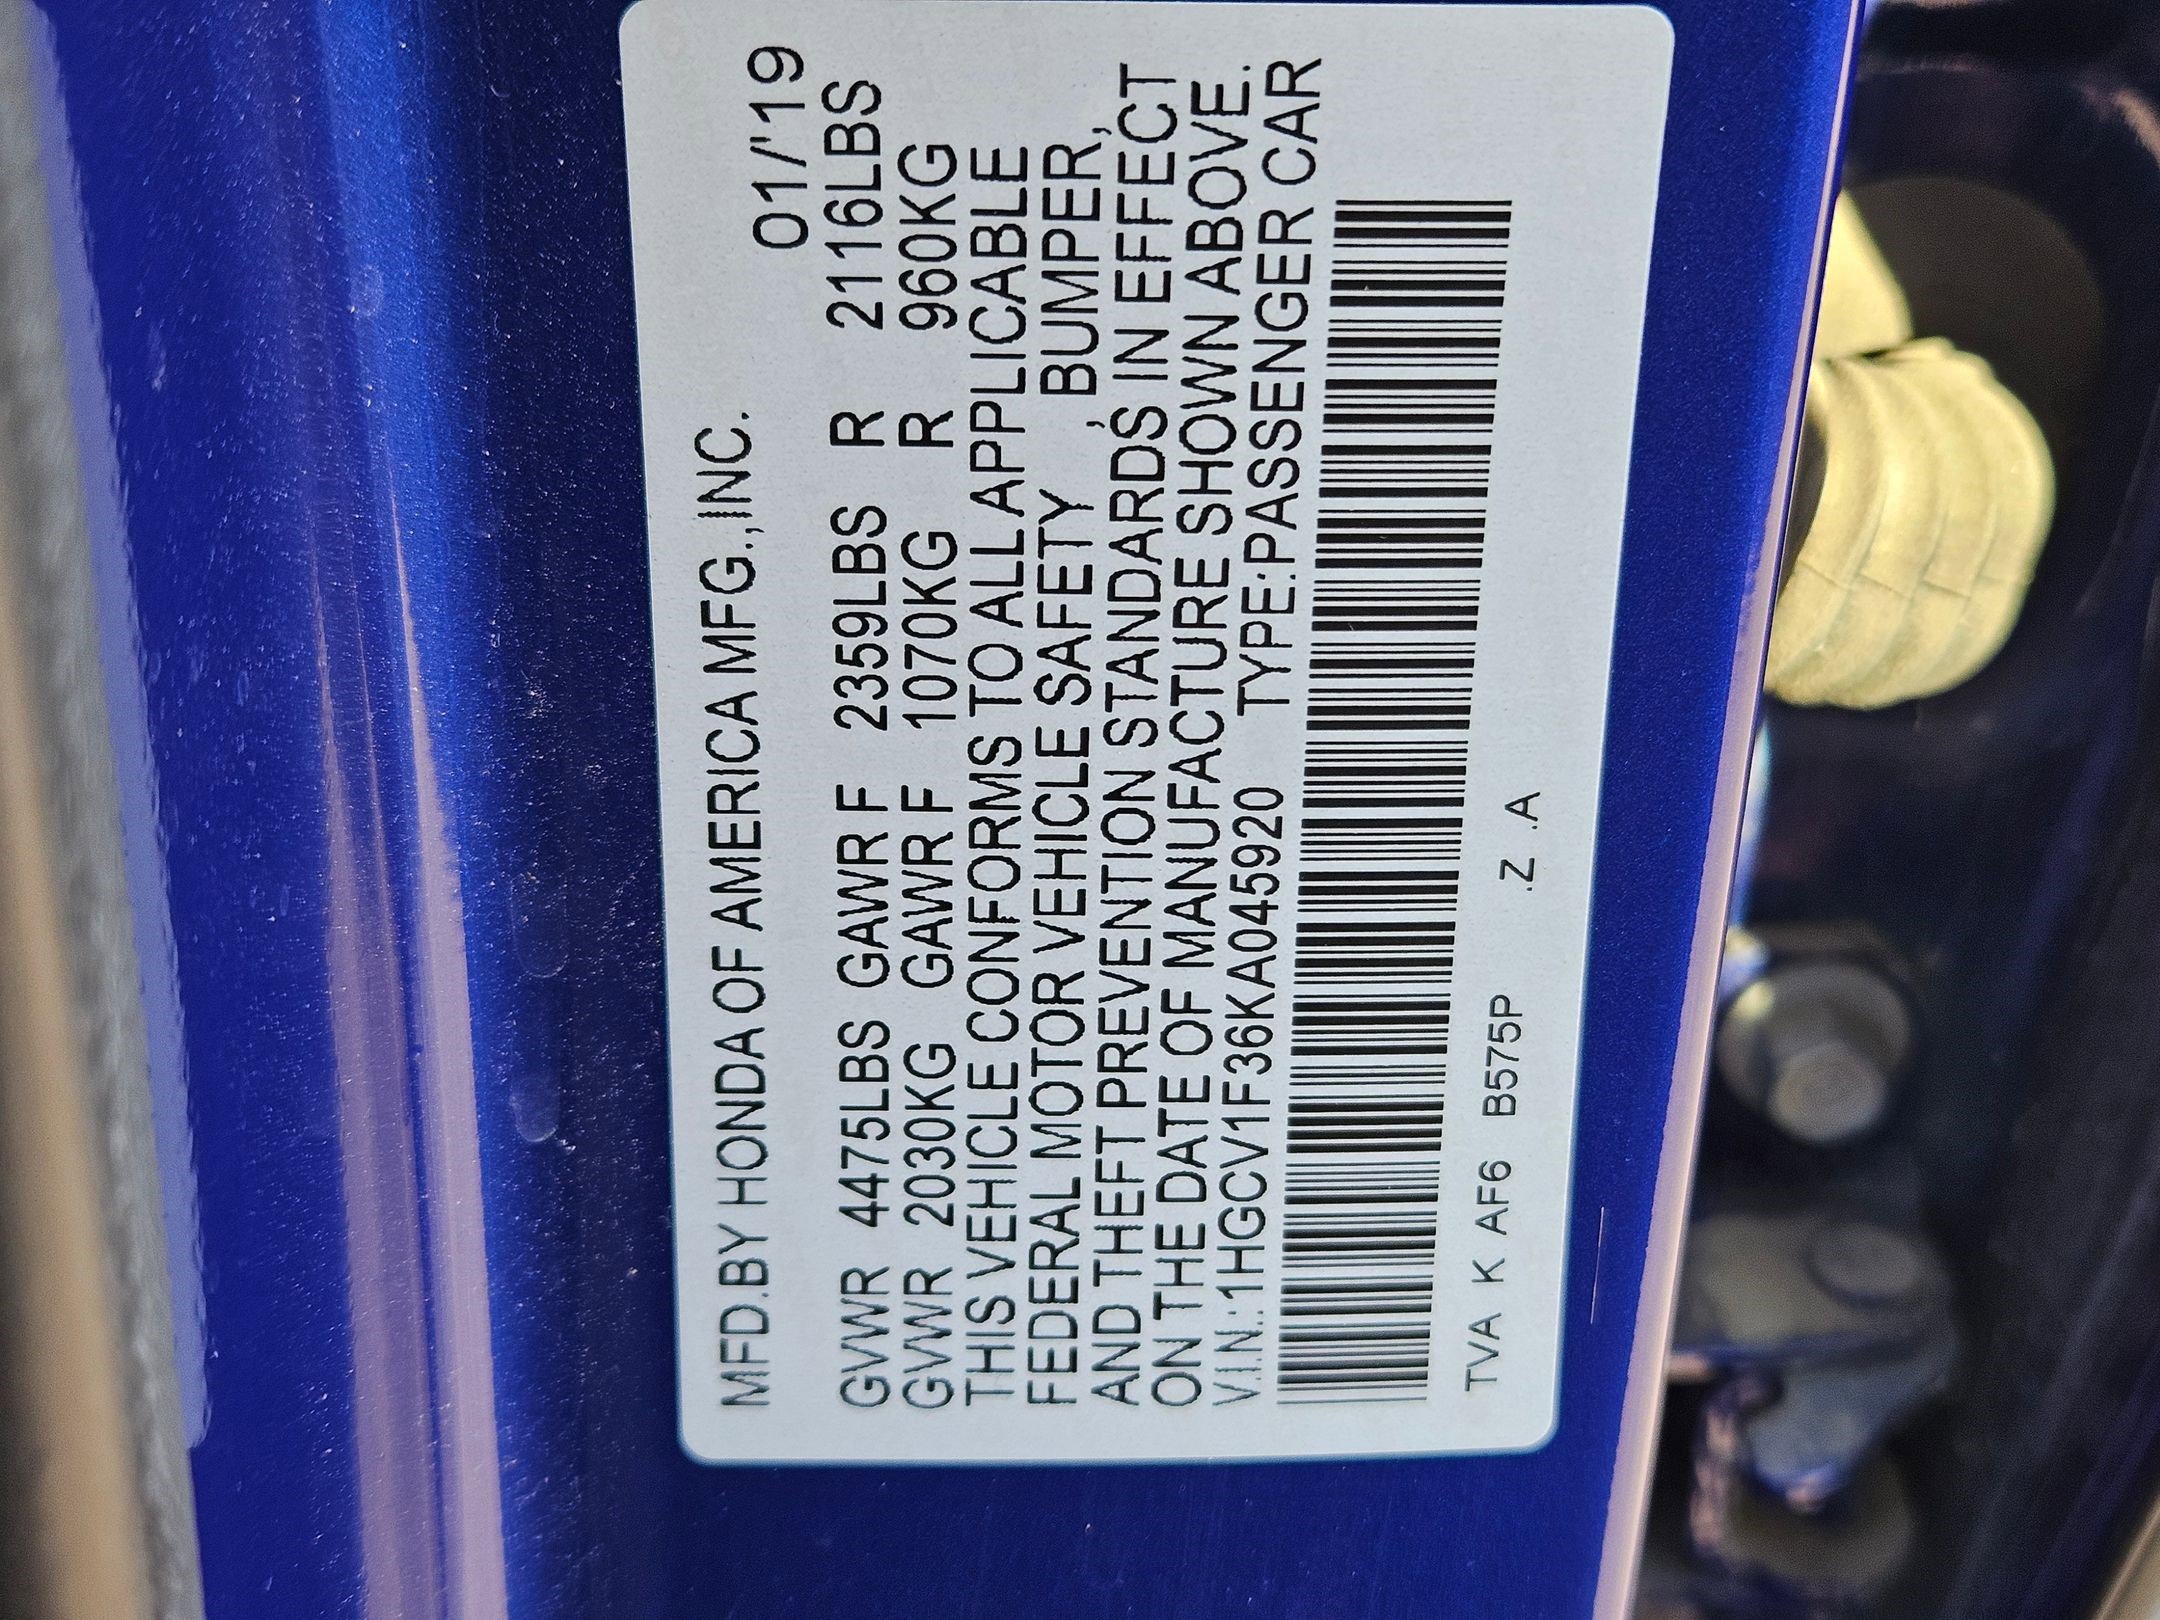 MFD.BY HONDA OF AMERICA MFG.,INC.
01/'19
GVWR 4475LBS GAWR F 2359LBS R 2116LBS
GVWR 2030KG GAWR F 1070KG R 960KG
THIS VEHICLE CONFORMS TO ALL APPLICABLE
FEDERAL MOTOR VEHICLE SAFETY , BUMPER,
AND THEFT PREVENTION STANDARDS IN EFFECT
ON THE DATE OF MANUFACTURE SHOWN ABOVE.
V.I.N.:1HGCV1F36KA045920 TYPE:PASSENGER CAR
TVA K AF6 B575P .Z .A